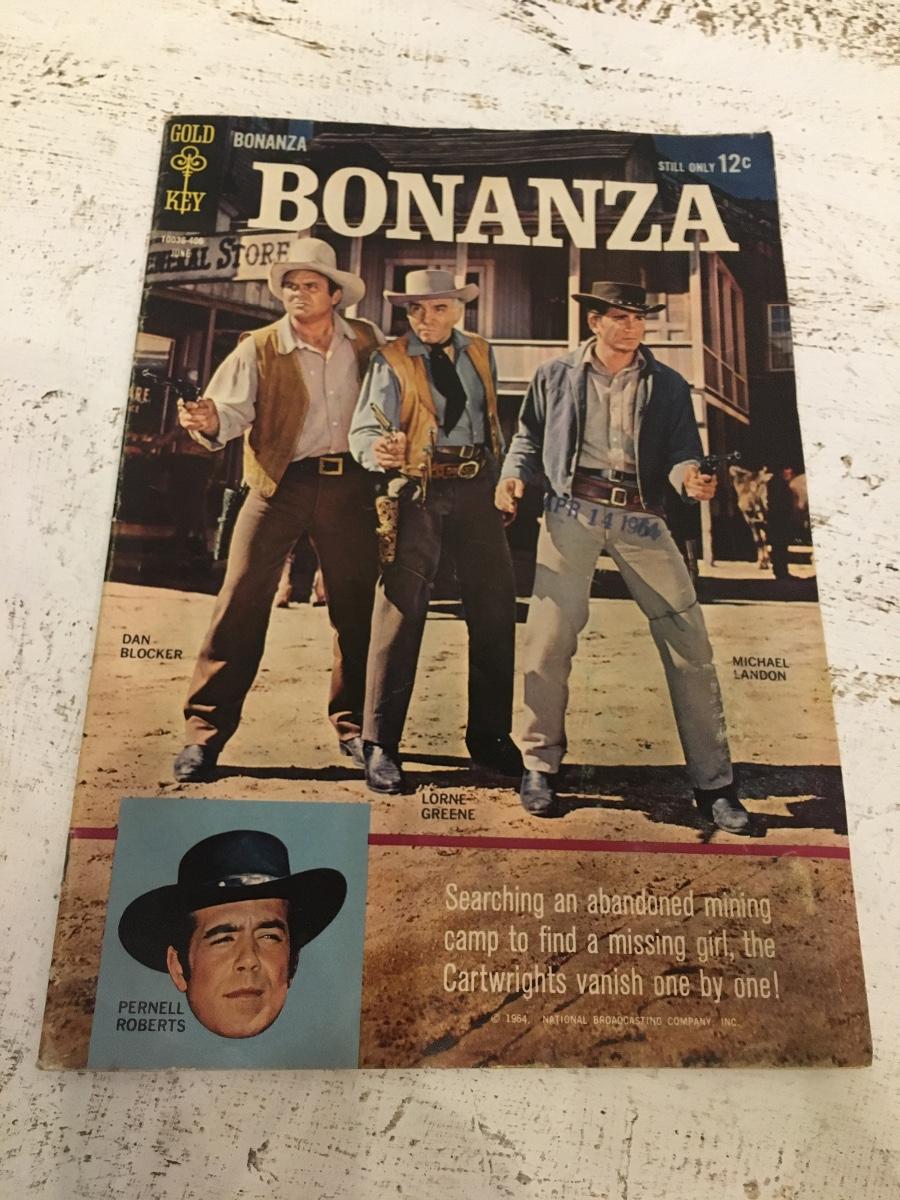 GOLD
KEY
BONANZA
STILL ONLY 12c
BONANZA
10038-406
JUNE
STORE
APR 14 1964
DAN
BLOCKER
MICHAEL
LANDON
LORNE
GREENE
PERNELL
ROBERTS
Searching an abandoned mining
camp to find a missing girl, the
Cartwrights vanish one by one!
© 1964, NATIONAL BROADCASTING COMPANY, INC.